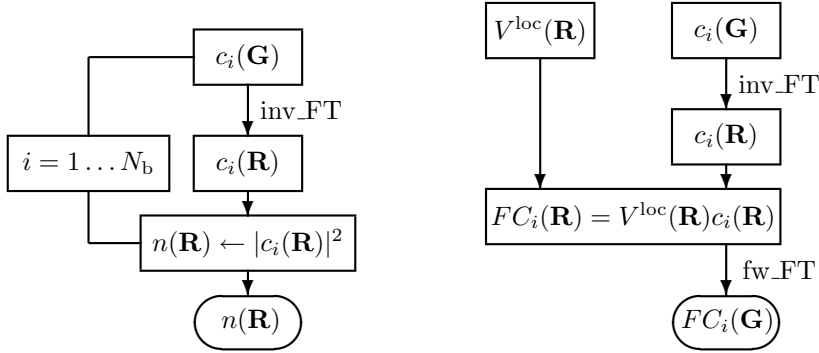 c_i(G)
inv_FT
i = 1 … N_b
c_i(R)
n(R) ← |c_i(R)|^2
n(R)
V^loc(R)
c_i(G)
inv_FT
c_i(R)
FC_i(R) = V^loc(R)c_i(R)
fw_FT
FC_i(G)